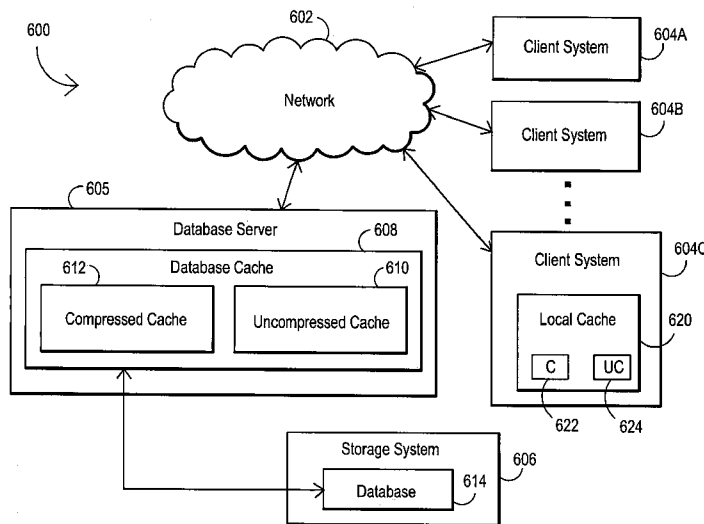 600
602
Network
Client System
604A
Client System
604B
605
Database Server
608
Database Cache
612
610
Compressed Cache
Uncompressed Cache
Client System
604C
Local Cache
620
C
UC
622
624
Storage System
606
Database
614